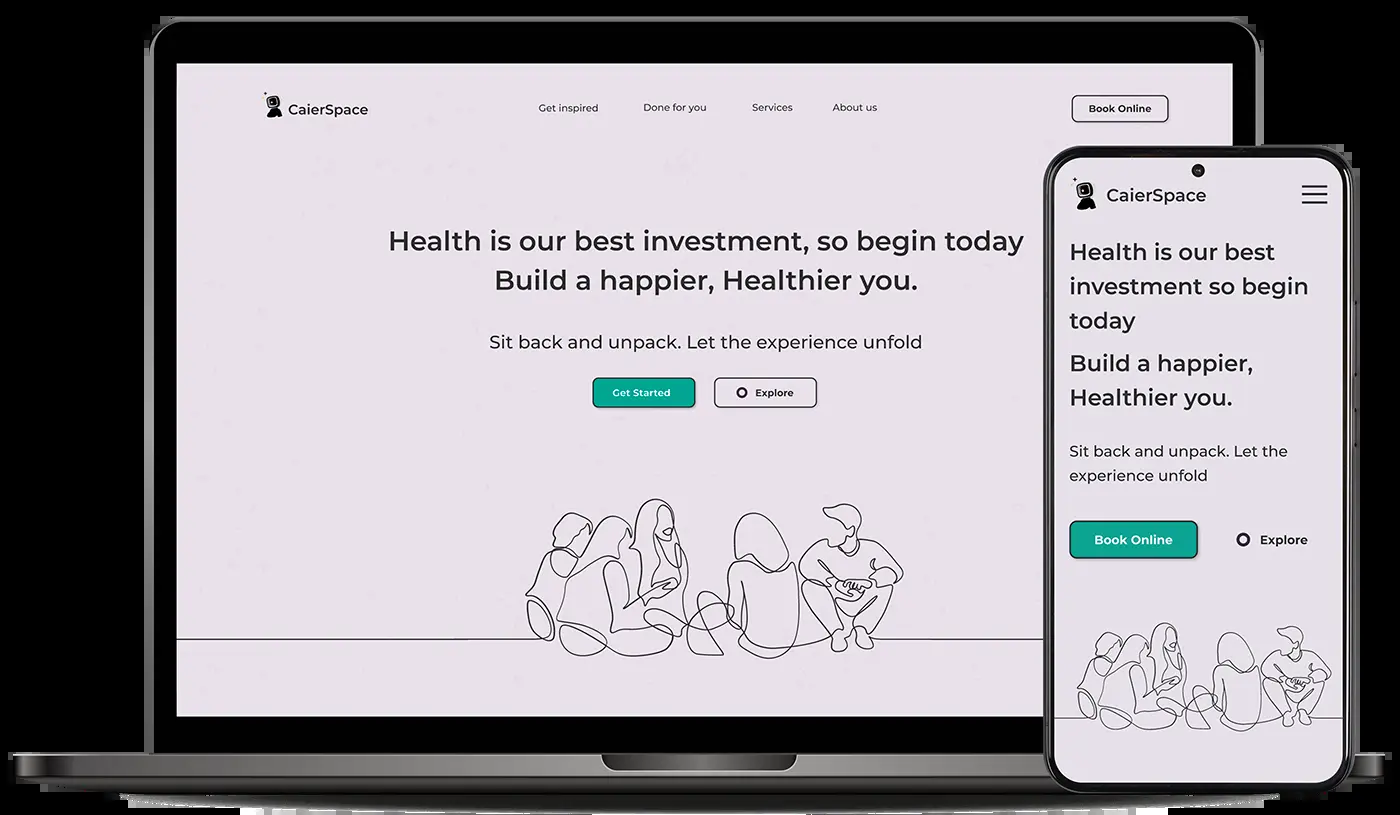 CaierSpace
Get inspired
Done for you
Services
About us
Book Online
Health is our best investment, so begin today
Build a happier, Healthier you.
Sit back and unpack. Let the experience unfold
Get Started
Explore
CaierSpace
Health is our best
investment so begin
today
Build a happier,
Healthier you.
Sit back and unpack. Let the
experience unfold
Book Online
Explore